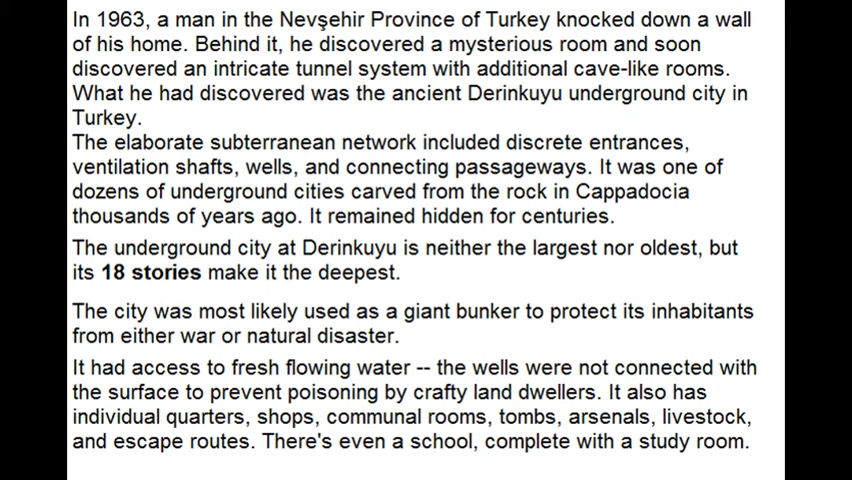 In 1963, a man in the Nevşehir Province of Turkey knocked down a wall
of his home. Behind it, he discovered a mysterious room and soon
discovered an intricate tunnel system with additional cave-like rooms.
What he had discovered was the ancient Derinkuyu underground city in
Turkey.
The elaborate subterranean network included discrete entrances,
ventilation shafts, wells, and connecting passageways. It was one of
dozens of underground cities carved from the rock in Cappadocia
thousands of years ago. It remained hidden for centuries.
The underground city at Derinkuyu is neither the largest nor oldest, but
its 18 stories make it the deepest.
The city was most likely used as a giant bunker to protect its inhabitants
from either war or natural disaster.
It had access to fresh flowing water -- the wells were not connected with
the surface to prevent poisoning by crafty land dwellers. It also has
individual quarters, shops, communal rooms, tombs, arsenals, livestock,
and escape routes. There's even a school, complete with a study room.